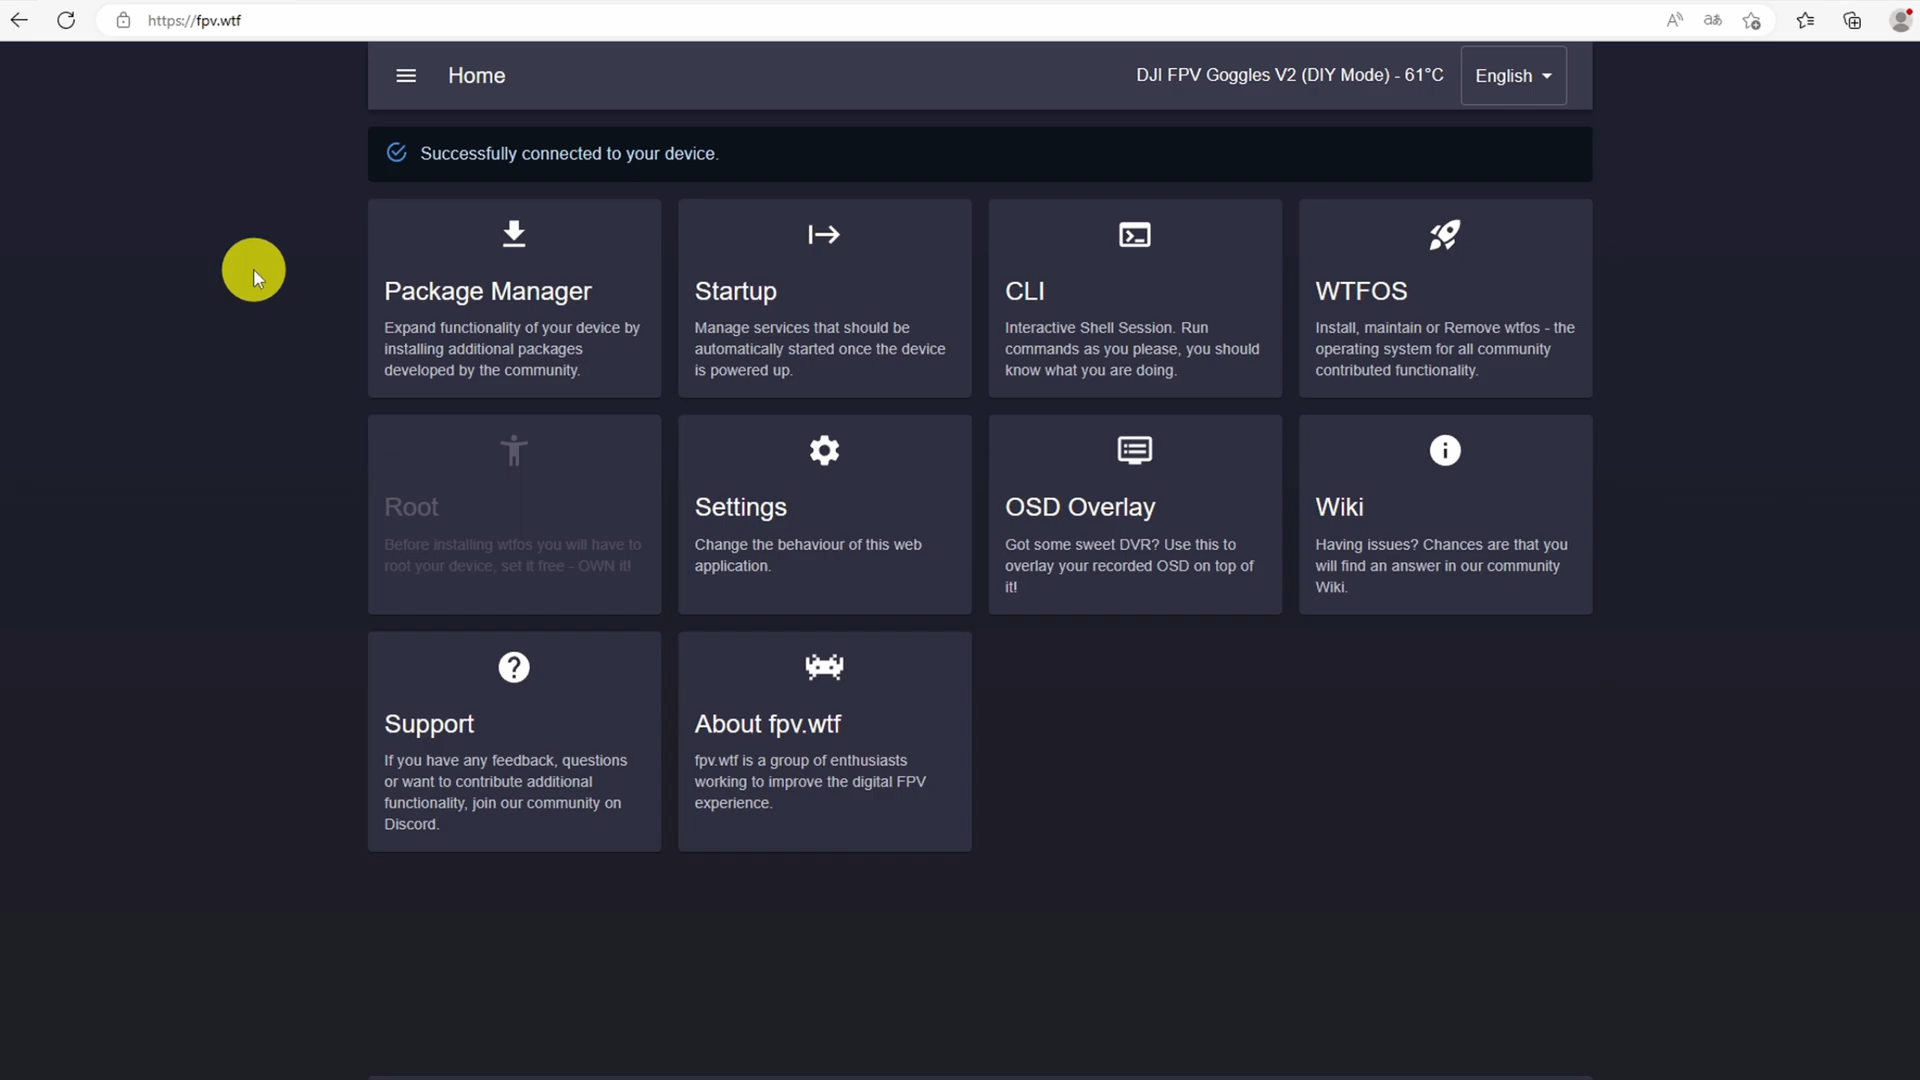 https://fpv.wtf
Home
DJI FPV Goggles V2 (DIY Mode) - 61°C
English
Successfully connected to your device.
Package Manager
Expand functionality of your device by
installing additional packages
developed by the community.
Startup
Manage services that should be
automatically started once the device
is powered up.
CLI
Interactive Shell Session. Run
commands as you please, you should
know what you are doing.
WTFOS
Install, maintain or Remove wtfos - the
operating system for all community
contributed functionality.
Root
Before installing wtfos you will have to
root your device, set it free - OWN it!
Settings
Change the behaviour of this web
application.
OSD Overlay
Got some sweet DVR? Use this to
overlay your recorded OSD on top of
it!
Wiki
Having issues? Chances are that you
will find an answer in our community
Wiki.
Support
If you have any feedback, questions
or want to contribute additional
functionality, join our community on
Discord.
About fpv.wtf
fpv.wtf is a group of enthusiasts
working to improve the digital FPV
experience.